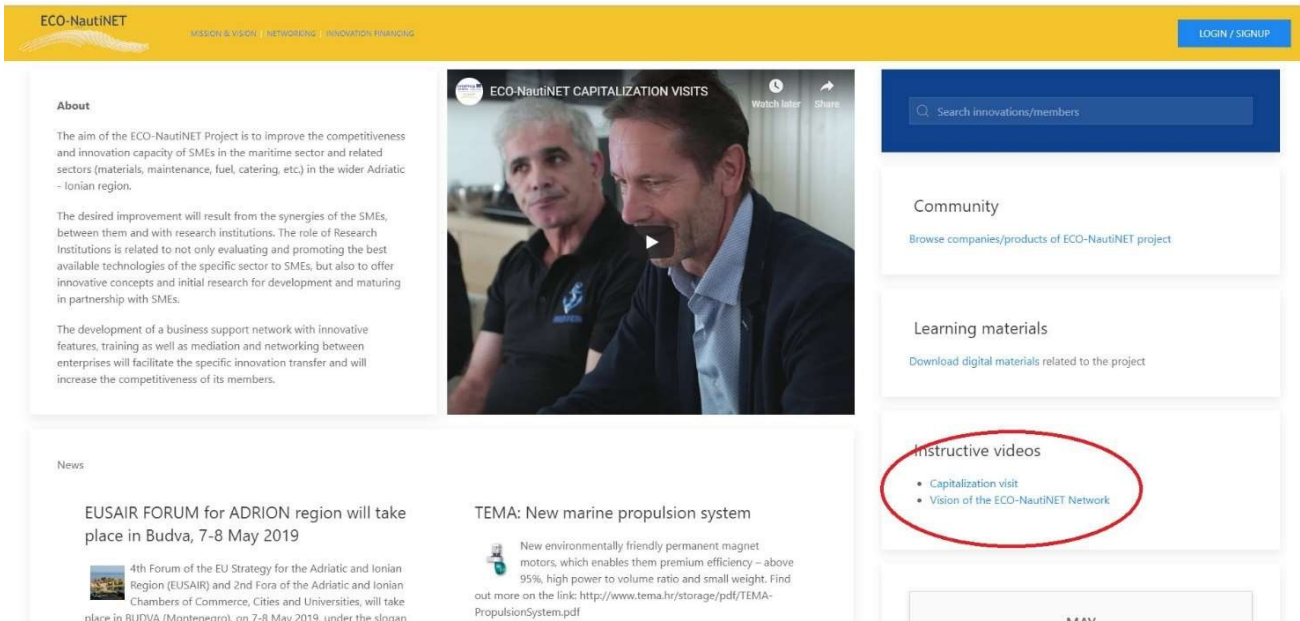 ECO-NautiNET
MISSION & VISION | NETWORKING | INNOVATION FINANCING
LOGIN / SIGNUP
About
The aim of the ECO-NautiNET Project is to improve the competitiveness
and innovation capacity of SMEs in the maritime sector and related
sectors (materials, maintenance, fuel, catering, etc.) in the wider Adriatic
- Ionian region.
The desired improvement will result from the synergies of the SMEs,
between them and with research institutions. The role of Research
Institutions is related to not only evaluating and promoting the best
available technologies of the specific sector to SMEs, but also to offer
innovative concepts and initial research for development and maturing
in partnership with SMEs.
The development of a business support network with innovative
features, training as well as mediation and networking between
enterprises will facilitate the specific innovation transfer and will
increase the competitiveness of its members.
ECO-NautiNET CAPITALIZATION VISITS
Watch later
Share
Search innovations/members
Community
Browse companies/products of ECO-NautiNET project
Learning materials
Download digital materials related to the project
Instructive videos
• Capitalization visit
• Vision of the ECO-NautiNET Network
News
EUSAIR FORUM for ADRION region will take
place in Budva, 7-8 May 2019
4th Forum of the EU Strategy for the Adriatic and Ionian
Region (EUSAIR) and 2nd Fora of the Adriatic and Ionian
Chambers of Commerce, Cities and Universities, will take
place in BUDVA (Montenegro), on 7-8 May 2019, under the slogan
TEMA: New marine propulsion system
New environmentally friendly permanent magnet
motors, which enables them premium efficiency – above
95%, high power to volume ratio and small weight. Find
out more on the link: http://www.tema.hr/storage/pdf/TEMA-
PropulsionSystem.pdf
MAY